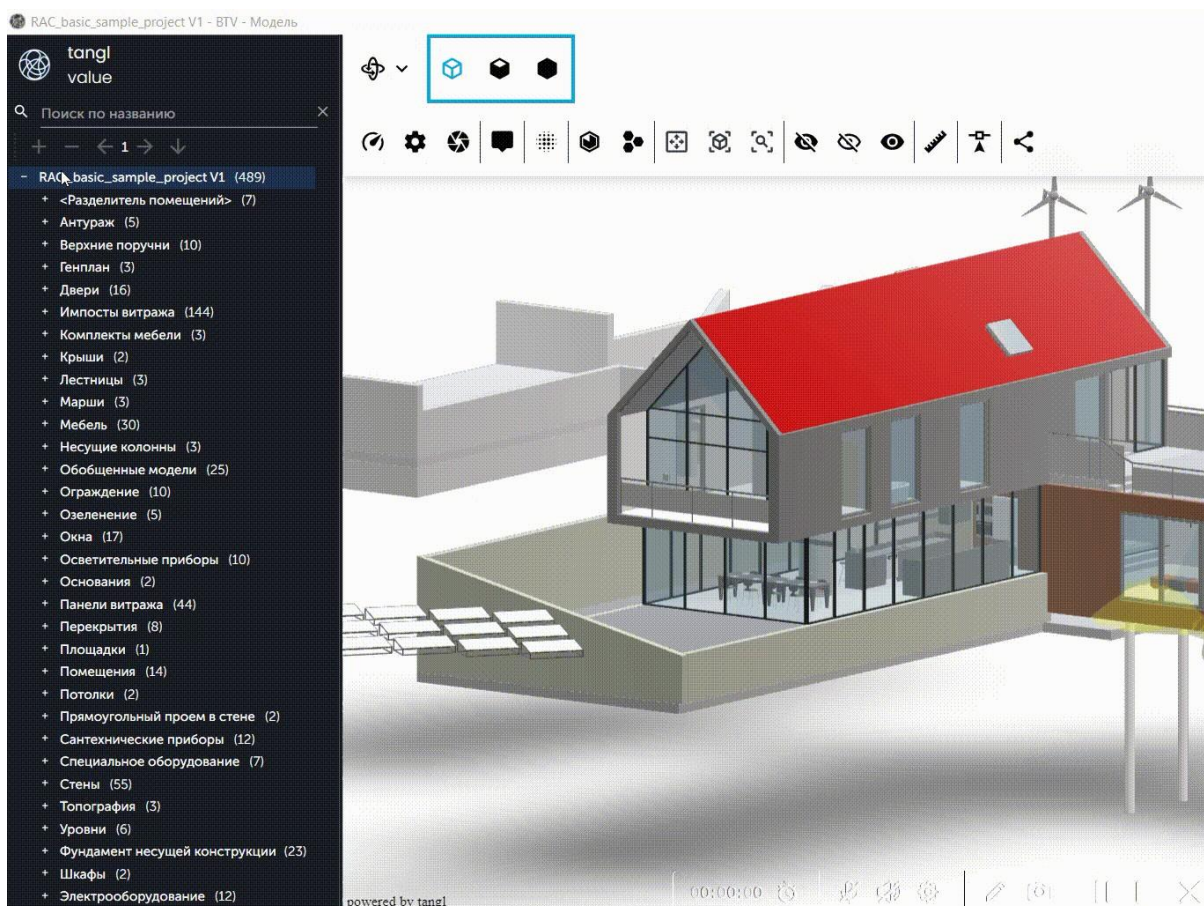 RAC_basic_sample_project V1 - BTV - Модель
tangl
value
Поиск по названию
1
RAC_basic_sample_project V1 (489)
<Разделитель помещений> (7)
Антураж (5)
Верхние поручни (10)
Генплан (3)
Двери (16)
Импосты витража (144)
Комплекты мебели (3)
Крыши (2)
Лестницы (3)
Марши (3)
Мебель (30)
Несущие колонны (3)
Обобщенные модели (25)
Ограждение (10)
Озеленение (5)
Окна (17)
Осветительные приборы (10)
Основания (2)
Панели витража (44)
Перекрытия (8)
Площадки (1)
Помещения (14)
Потолки (2)
Прямоугольный проем в стене (2)
Сантехнические приборы (12)
Специальное оборудование (7)
Стены (55)
Топография (3)
Уровни (6)
Фундамент несущей конструкции (23)
Шкафы (2)
Электрооборудование (12)
powered by tangl
00:00:00